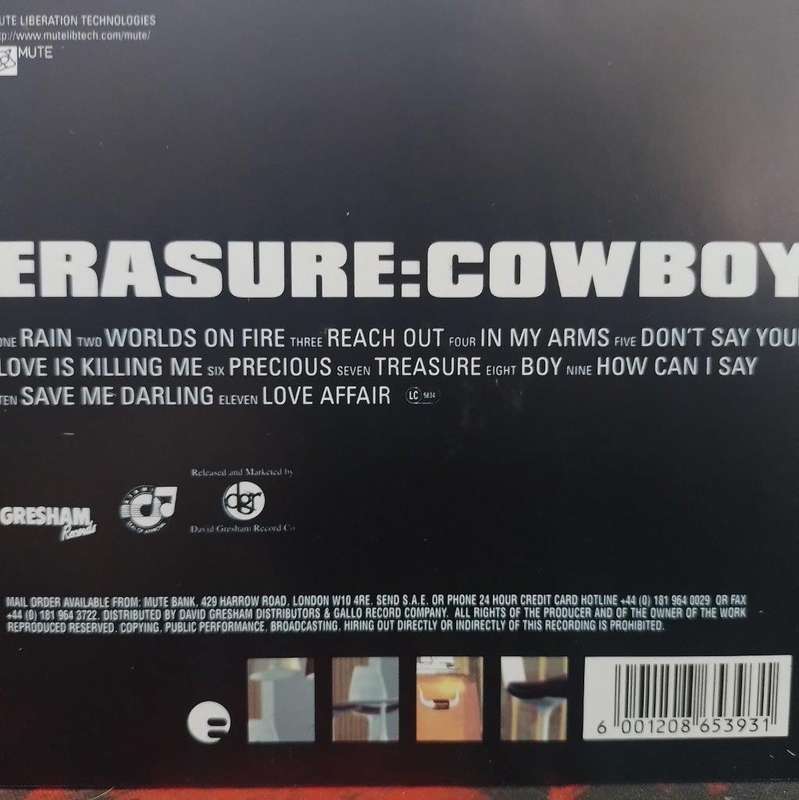 UTE LIBERATION TECHNOLOGIES
tp://www.mutelibtech.com/mute/
MUTE
ERASURE:COWBOY
ONE RAIN TWO WORLDS ON FIRE THREE REACH OUT FOUR IN MY ARMS FIVE DON'T SAY YOUR
LOVE IS KILLING ME SIX PRECIOUS SEVEN TREASURE EIGHT BOY NINE HOW CAN I SAY
TEN SAVE ME DARLING ELEVEN LOVE AFFAIR LC 5834
Released and Marketed by
GRESHAM
Records
dgr
David Gresham Record Co
MAIL ORDER AVAILABLE FROM: MUTE BANK, 429 HARROW ROAD, LONDON W10 4RE. SEND S.A.E. OR PHONE 24 HOUR CREDIT CARD HOTLINE +44 (0) 181 964 0029 OR FAX
+44 (0) 181 964 3722. DISTRIBUTED BY DAVID GRESHAM DISTRIBUTORS & GALLO RECORD COMPANY. ALL RIGHTS OF THE PRODUCER AND OF THE OWNER OF THE WORK
REPRODUCED RESERVED. COPYING, PUBLIC PERFORMANCE, BROADCASTING, HIRING OUT DIRECTLY OR INDIRECTLY OF THIS RECORDING IS PROHIBITED.
e
6 001208 653931